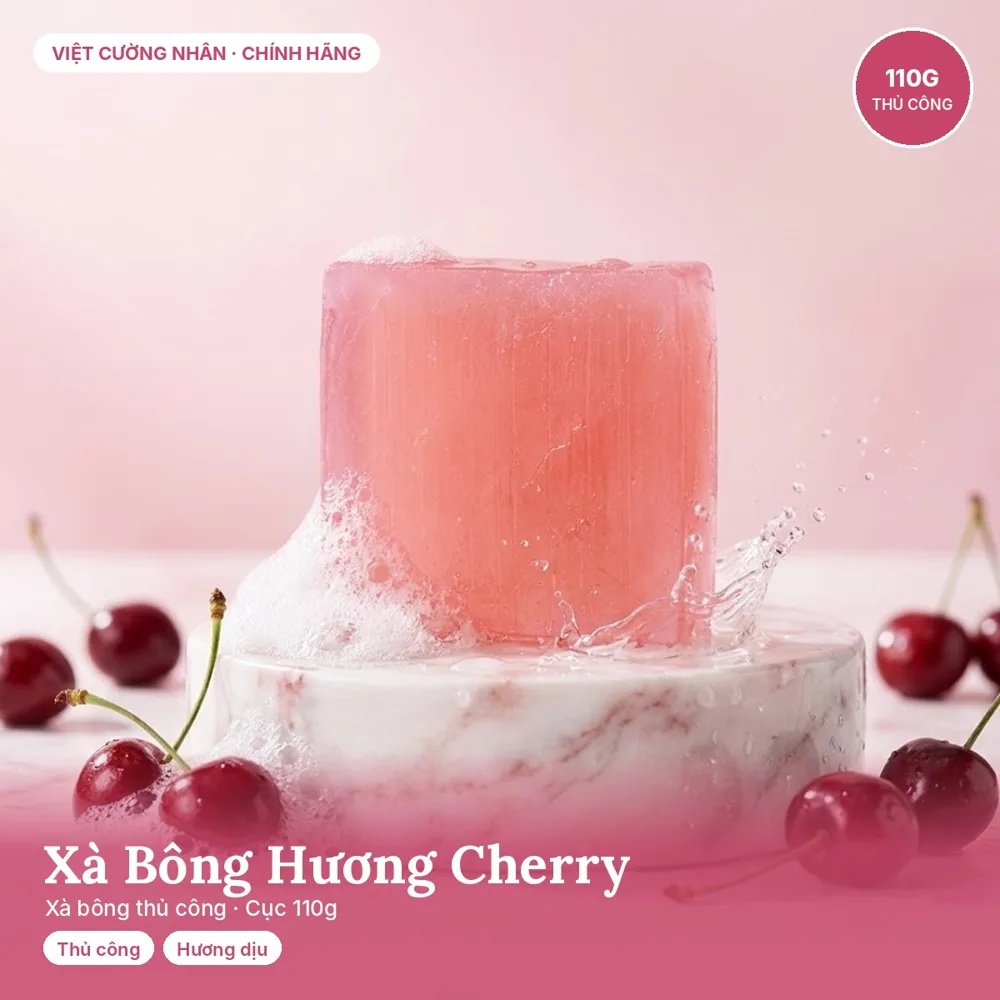 VIỆT CƯỜNG NHÂN · CHÍNH HÃNG
110G
THỦ CÔNG
Xà Bông Hương Cherry
Xà bông thủ công · Cục 110g
Thủ công
Hương dịu